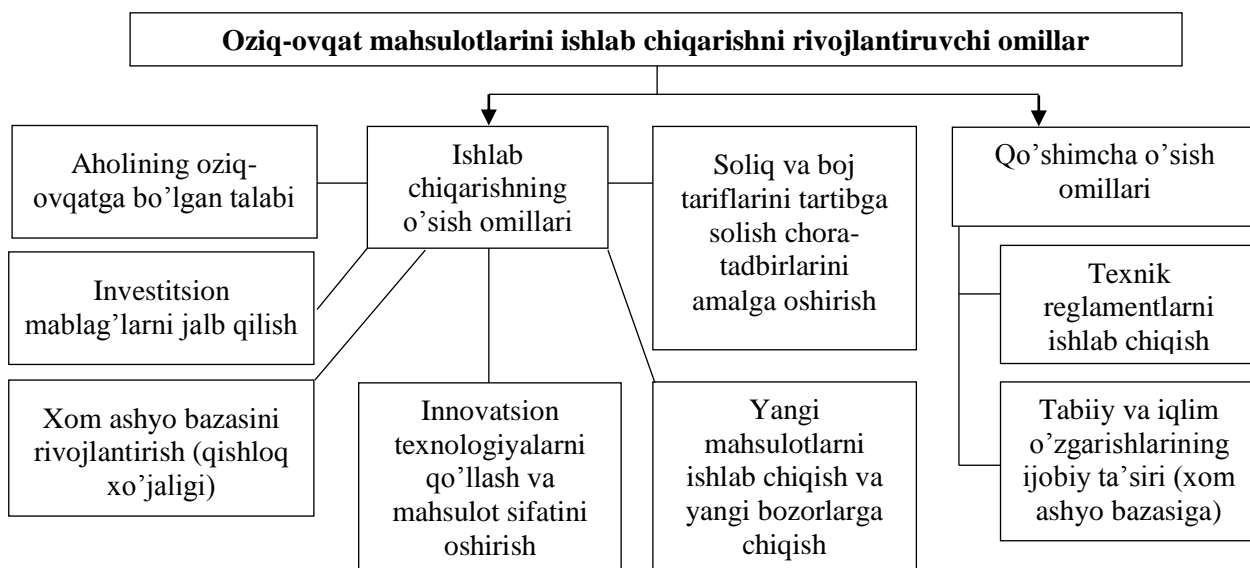 Oziq-ovqat mahsulotlarini ishlab chiqarishni rivojlantiruvchi omillar
Aholining oziq-
ovqatga bo’lgan talabi
Ishlab
chiqarishning
o’sish omillari
Soliq va boj
tariflarini tartibga
solish chora-
tadbirlarini
amalga oshirish
Qo’shimcha o’sish
omillari
Investitsion
mablag’larni jalb qilish
Texnik
reglamentlarni
ishlab chiqish
Xom ashyo bazasini
rivojlantirish (qishloq
xo’jaligi)
Innovatsion
texnologiyalarni
qo’llash va
mahsulot sifatini
oshirish
Yangi
mahsulotlarni
ishlab chiqish va
yangi bozorlarga
chiqish
Tabiiy va iqlim
o’zgarishlarining
ijobiy ta’siri (xom
ashyo bazasiga)